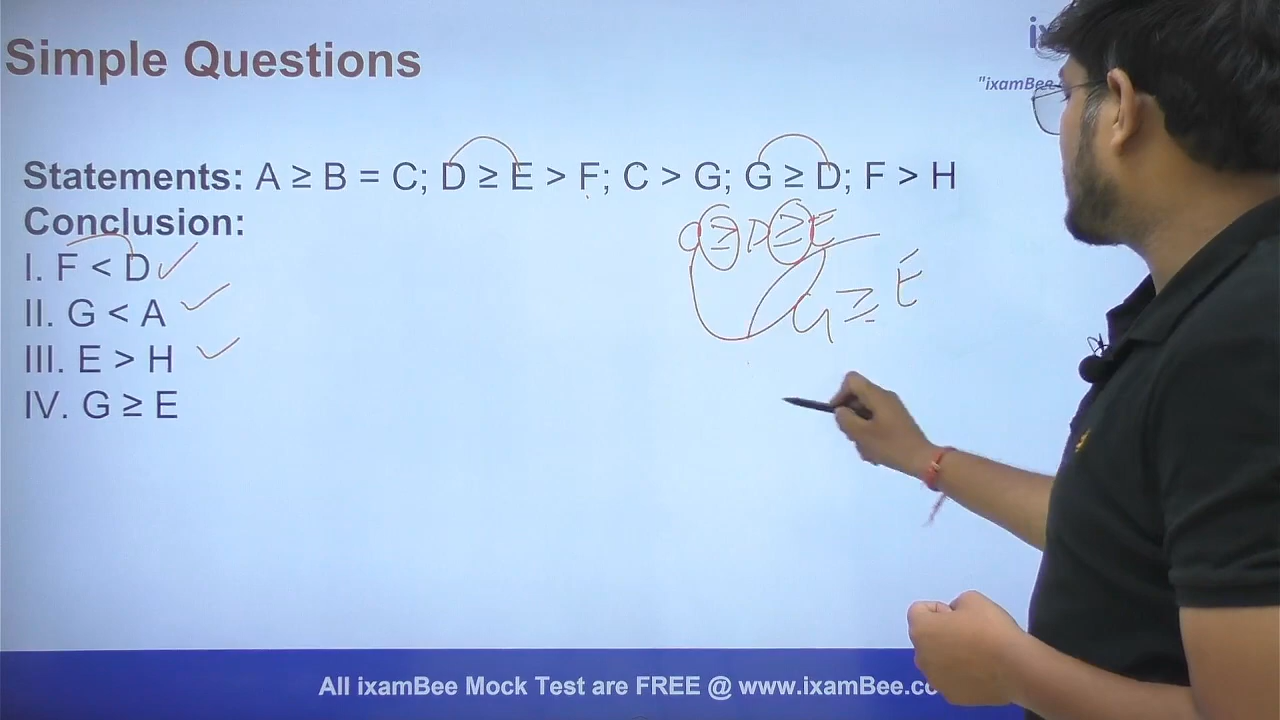 Simple Questions
"ixamBee.
Statements: A ≥ B = C; D ≥ E > F; C > G; G ≥ D; F > H
Conclusion:
I. F < D ✓
II. G < A ✓
III. E > H ✓
IV. G ≥ E
G ≥ D ≥ E
G ≥ E
All ixamBee Mock Test are FREE @ www.ixamBee.co